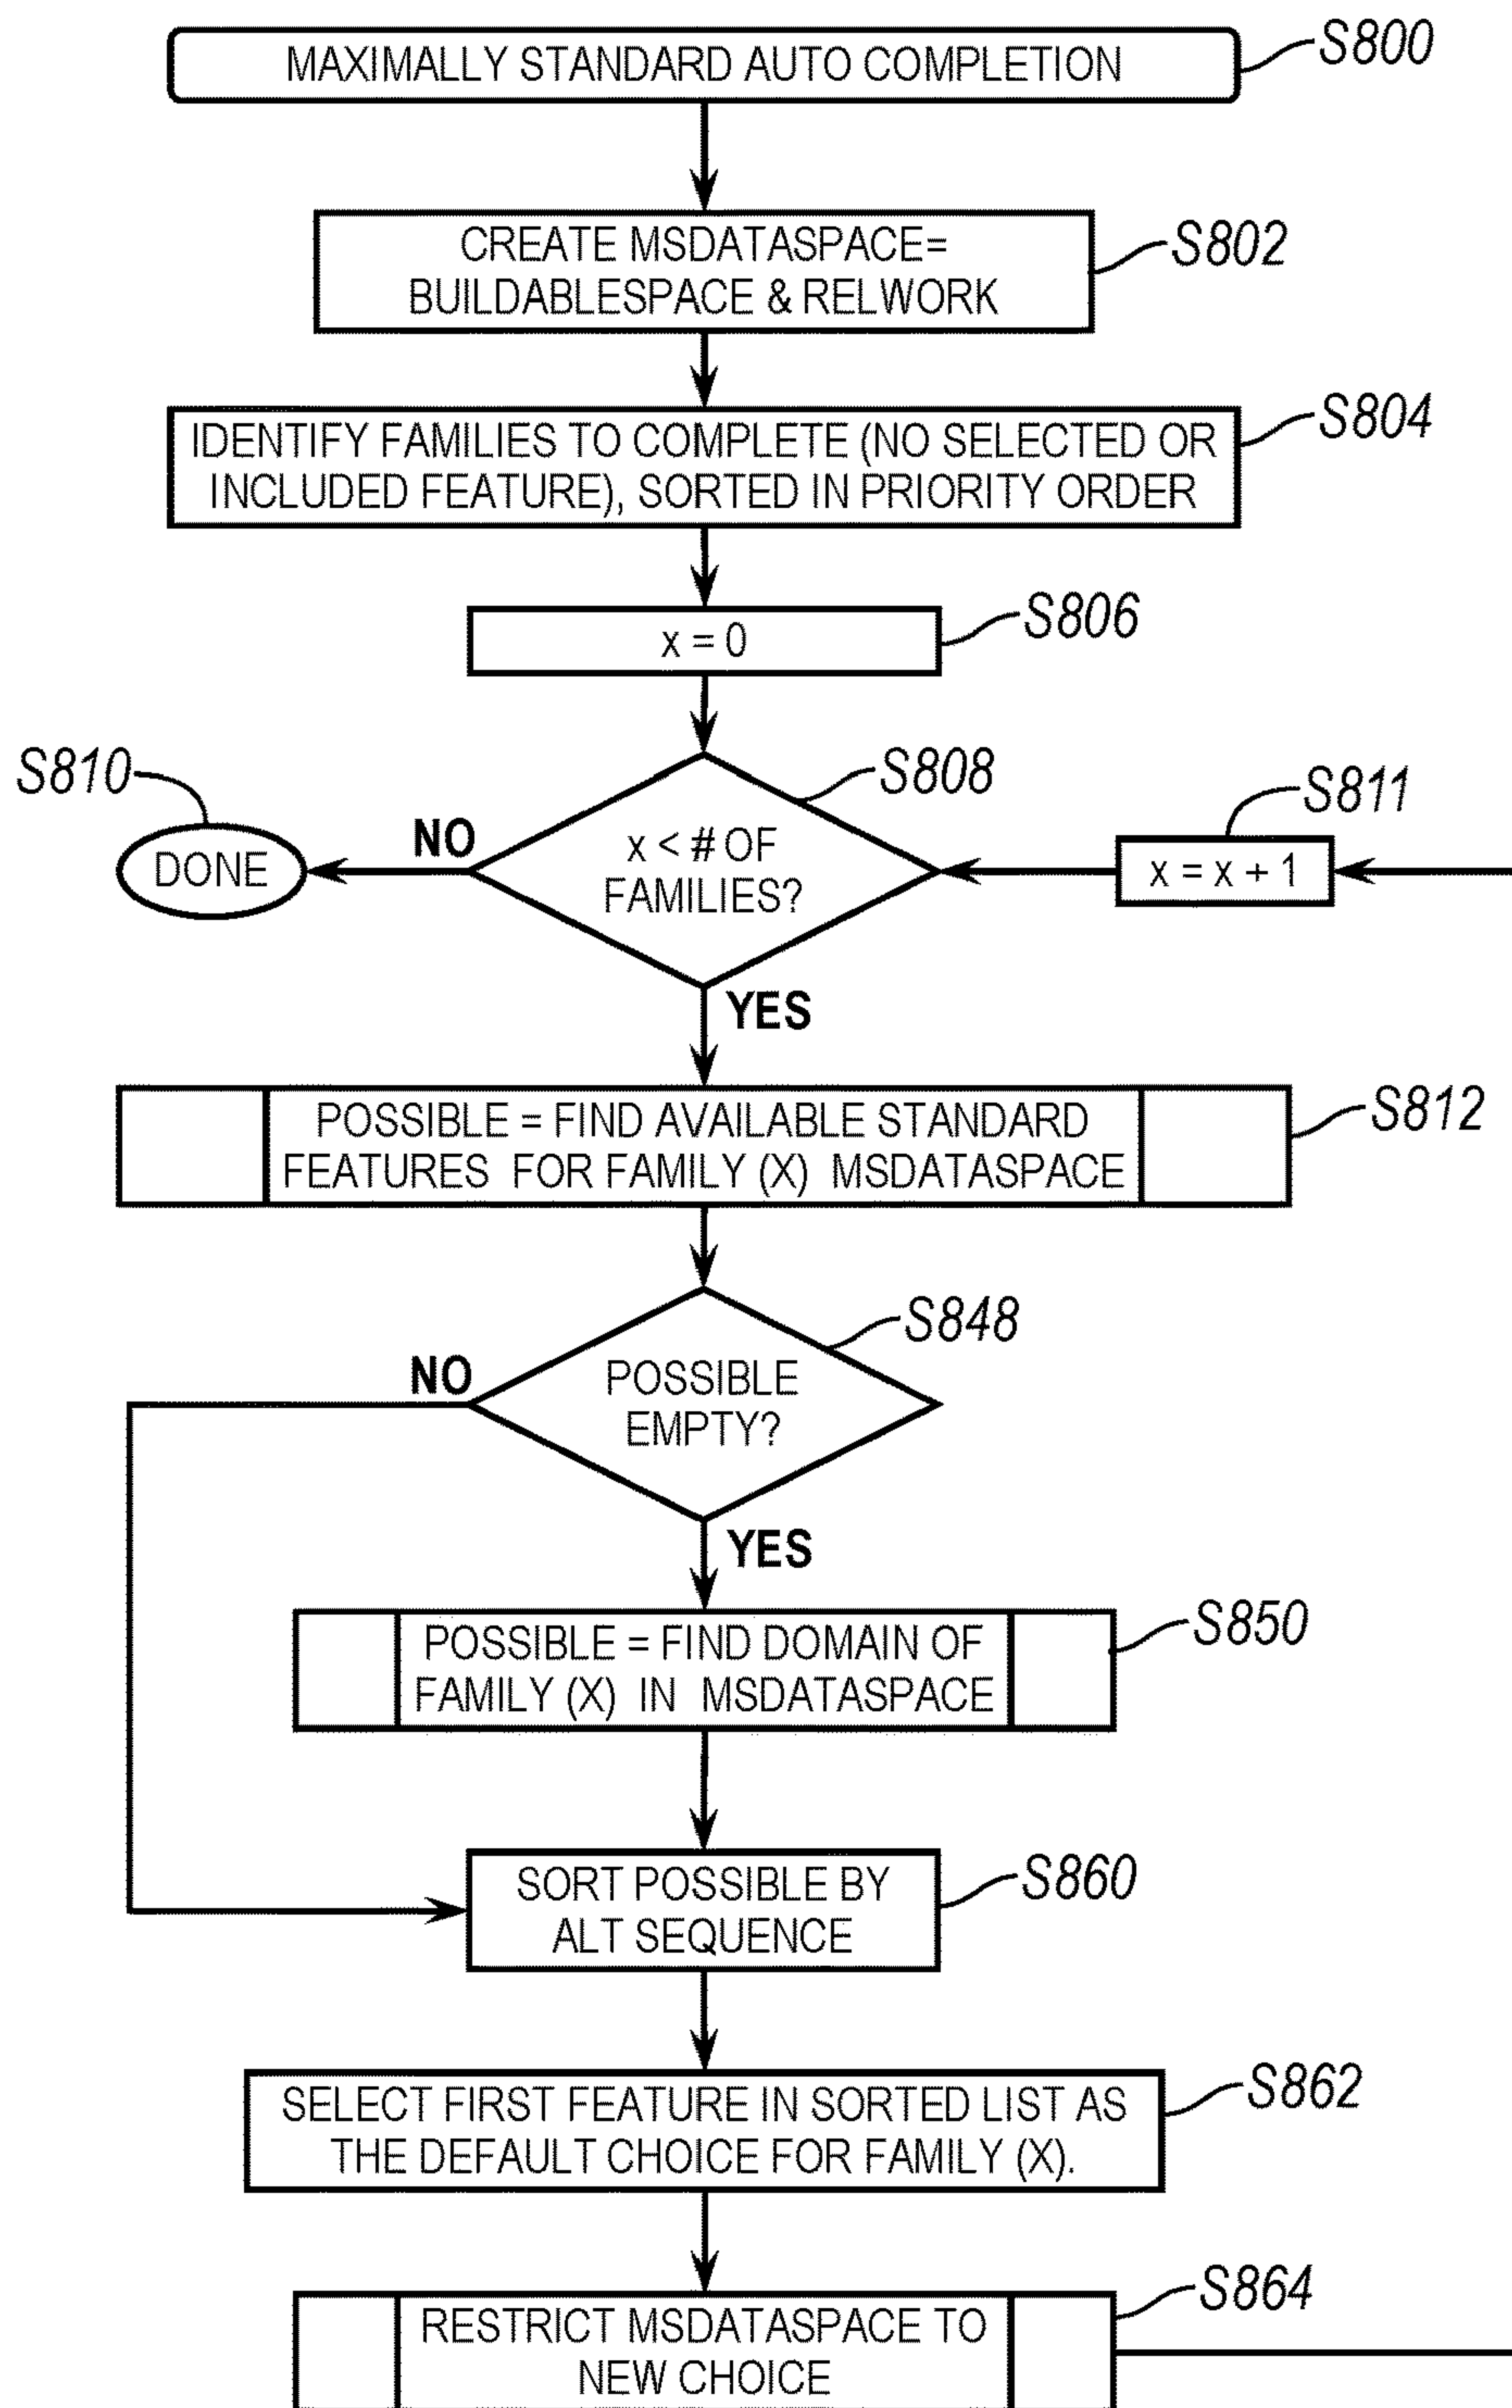 MAXIMALLY STANDARD AUTO COMPLETION
S800
CREATE MSDATASPACE=
BUILDABLESPACE & RELWORK
S802
IDENTIFY FAMILIES TO COMPLETE (NO SELECTED OR
INCLUDED FEATURE), SORTED IN PRIORITY ORDER
S804
x = 0
S806
S810
DONE
NO
x < # OF
FAMILIES?
S808
S811
x = x + 1
YES
POSSIBLE = FIND AVAILABLE STANDARD
FEATURES FOR FAMILY (X) MSDATASPACE
S812
NO
POSSIBLE
EMPTY?
S848
YES
POSSIBLE = FIND DOMAIN OF
FAMILY (X) IN MSDATASPACE
S850
SORT POSSIBLE BY
ALT SEQUENCE
S860
SELECT FIRST FEATURE IN SORTED LIST AS
THE DEFAULT CHOICE FOR FAMILY (X).
S862
RESTRICT MSDATASPACE TO
NEW CHOICE
S864